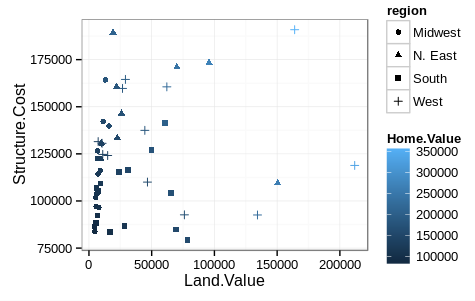 Structure.Cost
175000
150000
125000
100000
75000
0
50000
100000
150000
200000
Land.Value
region
Midwest
N. East
South
West
Home.Value
350000
300000
250000
200000
150000
100000